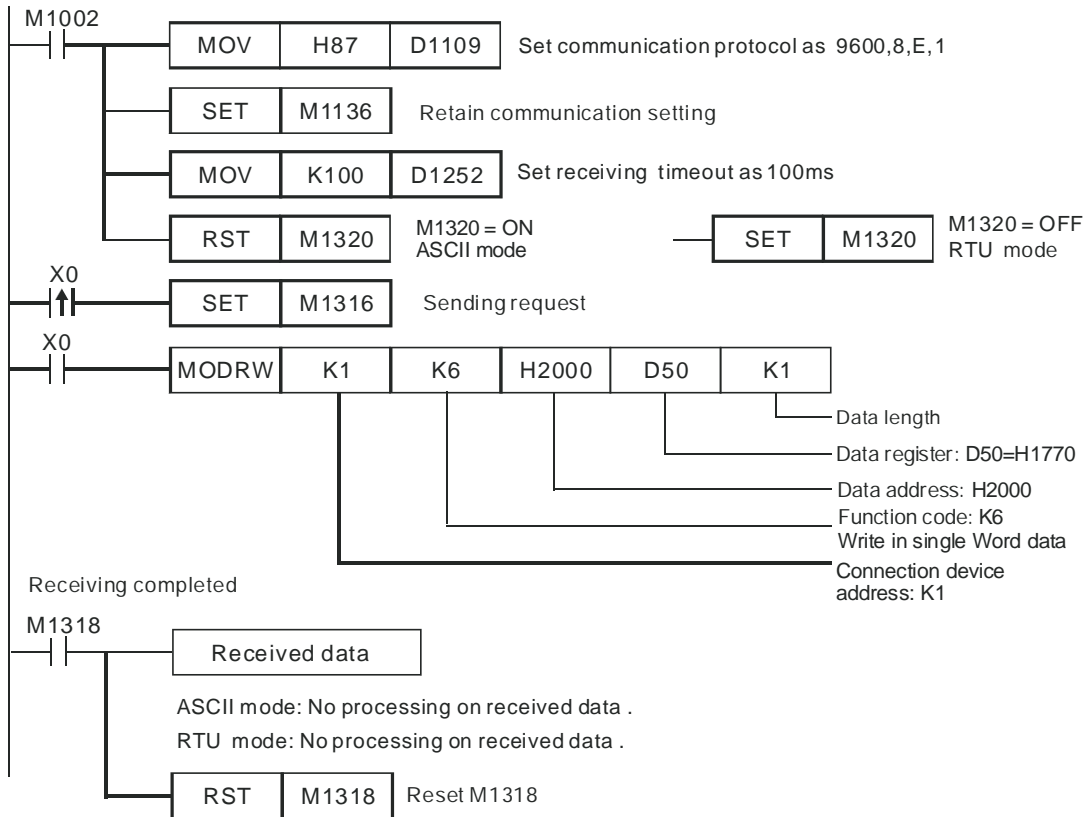 M1002
MOV H87 D1109 Set communication protocol as 9600,8,E,1
SET M1136 Retain communication setting
MOV K100 D1252 Set receiving timeout as 100ms
RST M1320 M1320 = ON
ASCII mode
SET M1320 M1320 = OFF
RTU mode
X0
SET M1316 Sending request
X0
MODRW K1 K6 H2000 D50 K1
Data length
Data register: D50=H1770
Data address: H2000
Function code: K6
Write in single Word data
Connection device
address: K1
Receiving completed
M1318
Received data
ASCII mode: No processing on received data .
RTU mode: No processing on received data .
RST M1318 Reset M1318